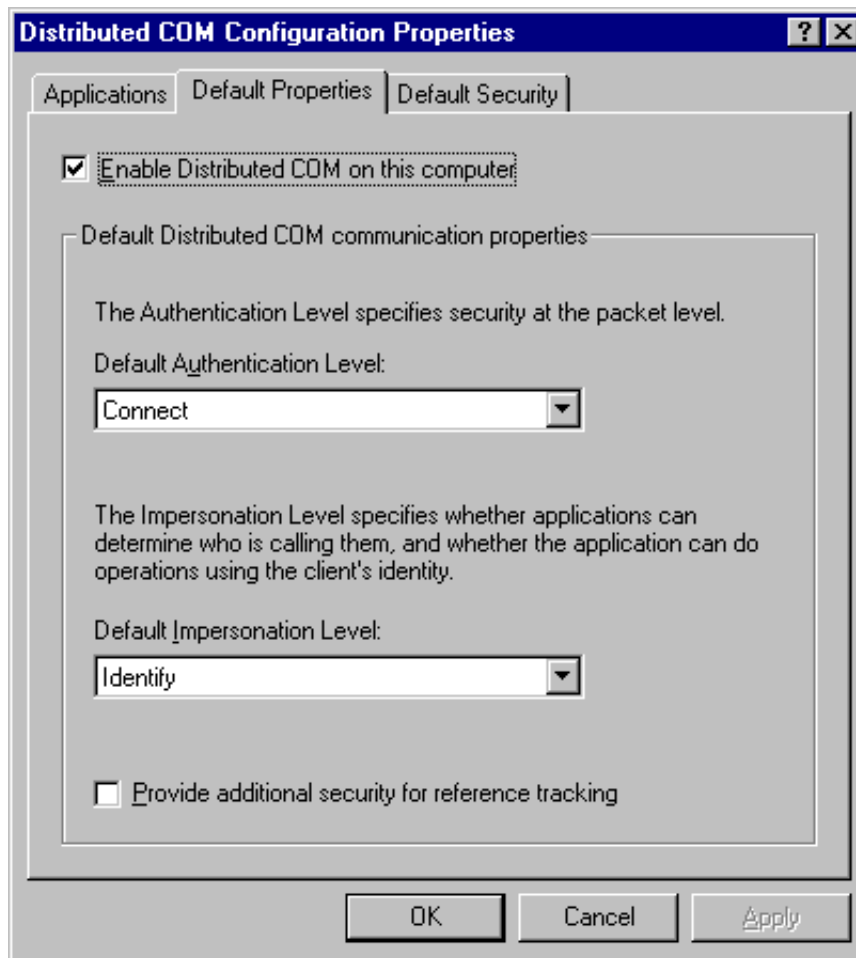 Distributed COM Configuration Properties
Applications
Default Properties
Default Security
Enable Distributed COM on this computer
Default Distributed COM communication properties
The Authentication Level specifies security at the packet level.
Default Authentication Level:
Connect
The Impersonation Level specifies whether applications can
determine who is calling them, and whether the application can do
operations using the client's identity.
Default Impersonation Level:
Identify
Provide additional security for reference tracking
OK
Cancel
Apply